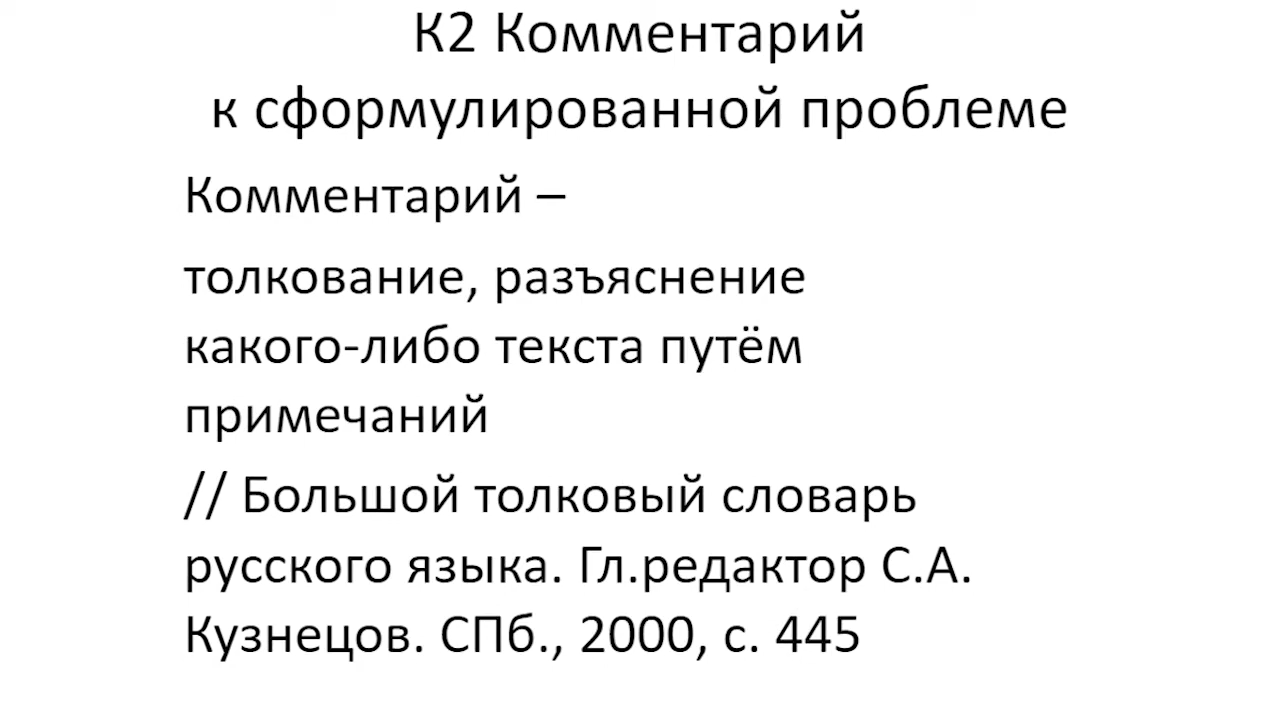 К2 Комментарий
к сформулированной проблеме
Комментарий –
толкование, разъяснение
какого-либо текста путём
примечаний
// Большой толковый словарь
русского языка. Гл.редактор С.А.
Кузнецов. СПб., 2000, с. 445